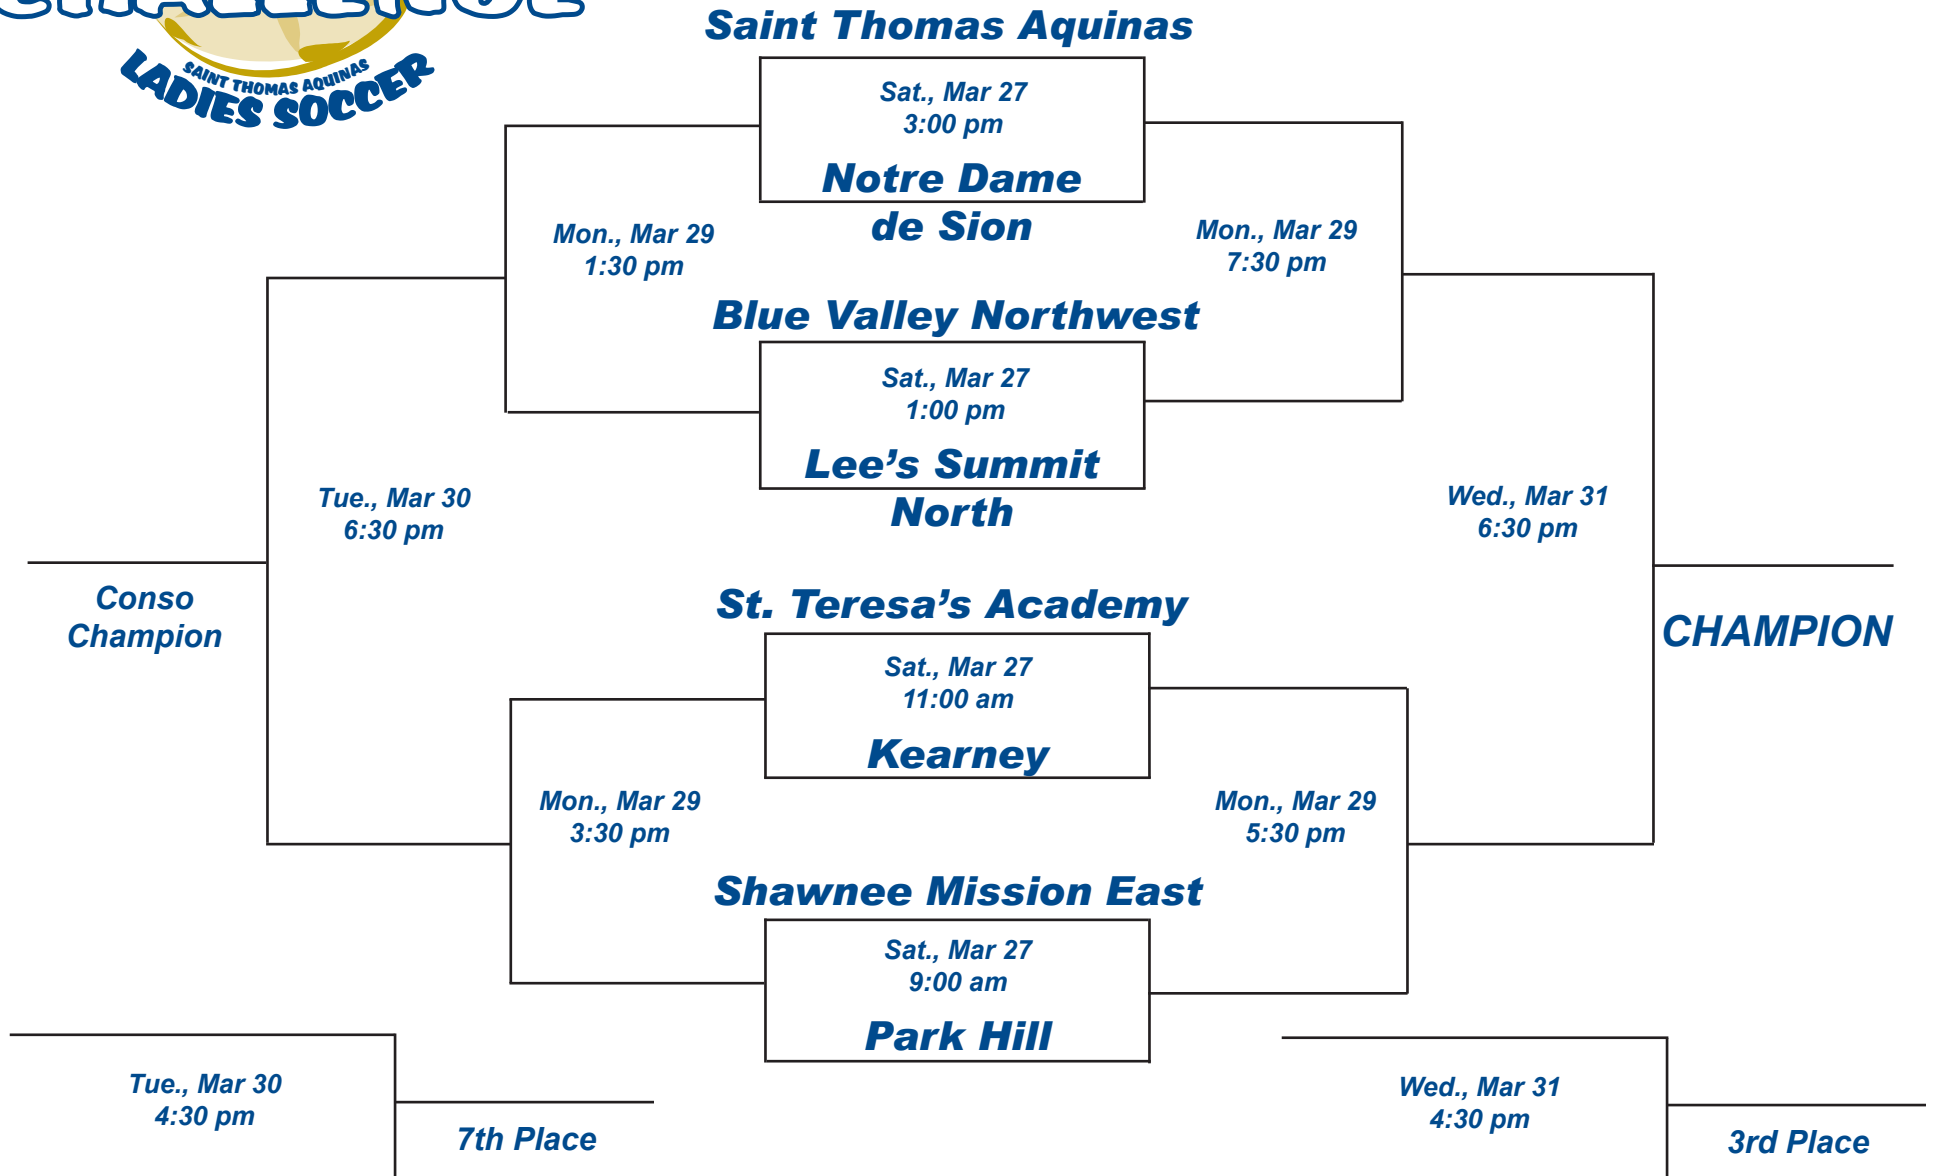 CHALLENGE
SAINT THOMAS AQUINAS
LADIES SOCCER
Saint Thomas Aquinas
Sat., Mar 27
3:00 pm
Notre Dame
de Sion
Mon., Mar 29
1:30 pm
Mon., Mar 29
7:30 pm
Blue Valley Northwest
Sat., Mar 27
1:00 pm
Lee’s Summit
North
Tue., Mar 30
6:30 pm
Wed., Mar 31
6:30 pm
Conso
Champion
CHAMPION
St. Teresa’s Academy
Sat., Mar 27
11:00 am
Kearney
Mon., Mar 29
3:30 pm
Mon., Mar 29
5:30 pm
Shawnee Mission East
Sat., Mar 27
9:00 am
Park Hill
Tue., Mar 30
4:30 pm
7th Place
Wed., Mar 31
4:30 pm
3rd Place